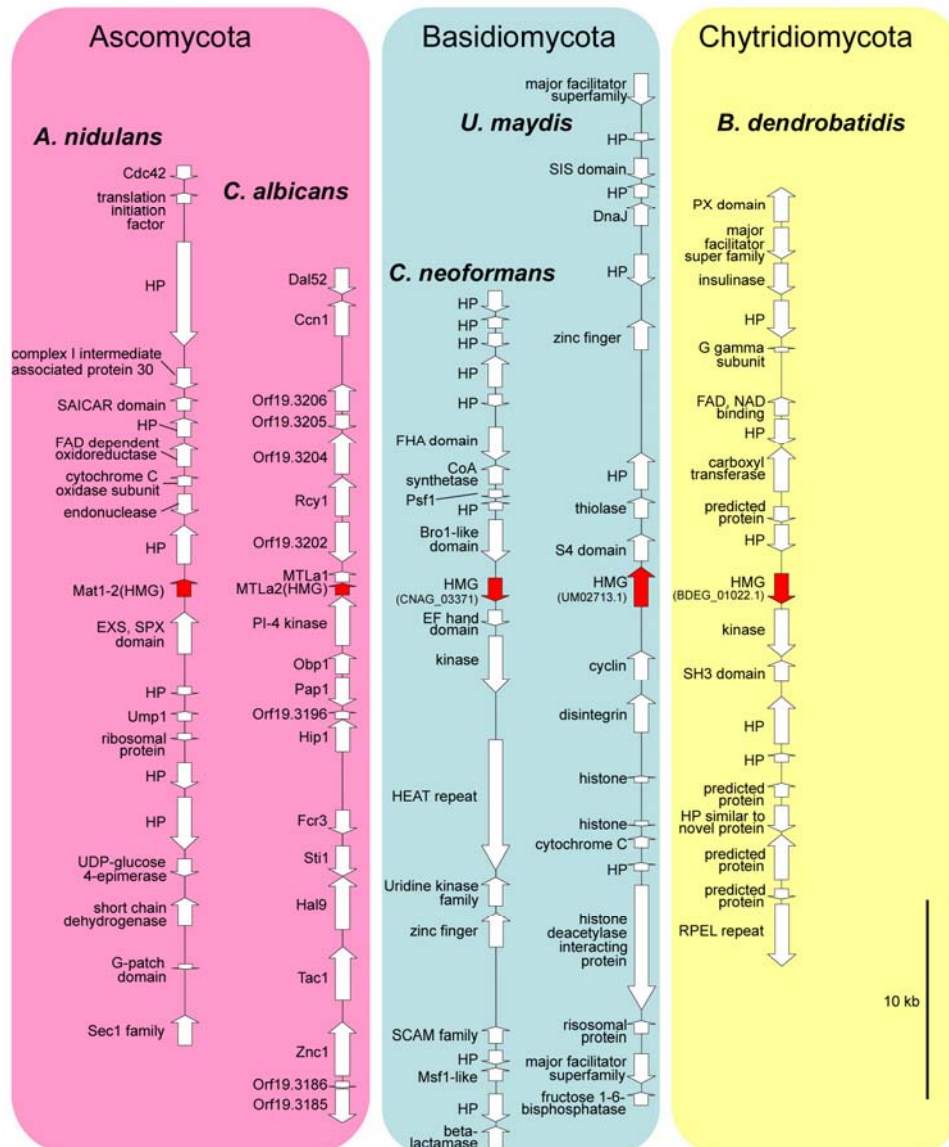 Ascomycota
A. nidulans
Cdc42
translation
initiation
factor
HP
complex I intermediate
associated protein 30
SAICAR domain
HP
FAD dependent
oxidoreductase
cytochrome C
oxidase subunit
endonuclease
HP
Mat1-2(HMG)
EXS, SPX
domain
HP
Ump1
ribosomal
protein
HP
HP
UDP-glucose
4-epimerase
short chain
dehydrogenase
G-patch
domain
Sec1 family
C. albicans
Dal52
Ccn1
Orf19.3206
Orf19.3205
Orf19.3204
Rcy1
Orf19.3202
MTLa1
MTLa2(HMG)
PI-4 kinase
Obp1
Pap1
Orf19.3196
Hip1
Fcr3
Sti1
Hal9
Tac1
Znc1
Orf19.3186
Orf19.3185
Basidiomycota
C. neoformans
HP
HP
HP
HP
HP
FHA domain
CoA
synthetase
Psf1
HP
Bro1-like
domain
HMG
(CNAG_03371)
EF hand
domain
kinase
HEAT repeat
Uridine kinase
family
zinc finger
SCAM family
HP
Msf1-like
HP
beta-
lactamase
U. maydis
major facilitator
superfamily
HP
SIS domain
HP
DnaJ
HP
zinc finger
HP
thiolase
S4 domain
HMG
(UM02713.1)
cyclin
disintegrin
histone
histone
cytochrome C
HP
histone
deacetylase
interacting
protein
risosomal
protein
major facilitator
superfamily
fructose 1-6-
bisphosphatase
Chytridiomycota
B. dendrobatidis
PX domain
major
facilitator
super family
insulinase
HP
G gamma
subunit
FAD, NAD
binding
HP
carboxyl
transferase
predicted
protein
HP
HMG
(BDEG_01022.1)
kinase
SH3 domain
HP
HP
predicted
protein
HP similar to
novel protein
predicted
protein
predicted
protein
RPEL repeat
10 kb